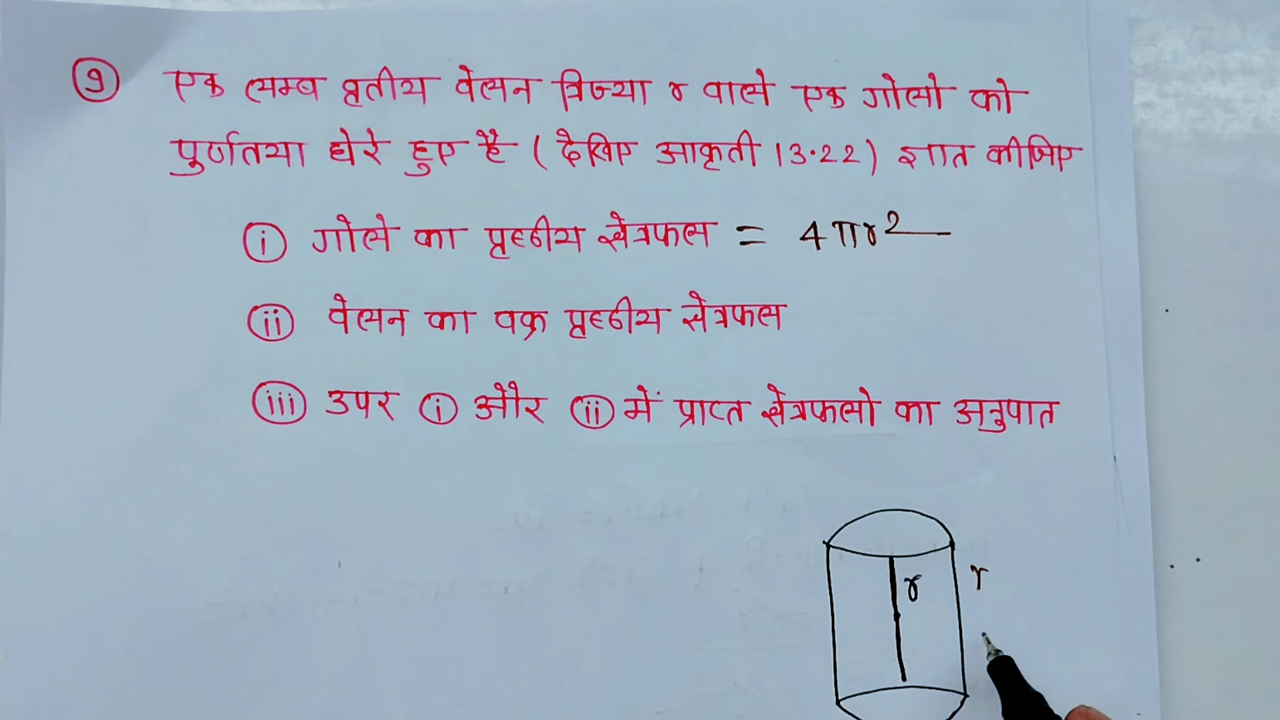 9 एक लम्ब वृतीय वेलन त्रिज्या r वाले एक गोलो को
पुर्णतया घेरे हुए है ( देखिए आकृती 13.22 ) ज्ञात कीजिए
i गोले का पृष्ठीय क्षेत्रफल = 4πr²
ii वेलन का वक्र पृष्ठीय क्षेत्रफल
iii उपर i और ii में प्राप्त क्षेत्रफलो का अनुपात
r r